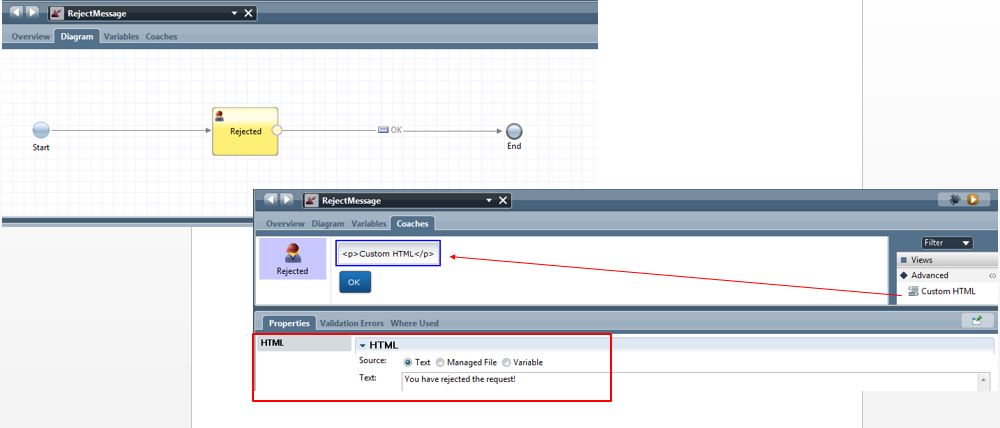 RejectMessage
Overview Diagram Variables Coaches
Rejected
OK
Start
End
RejectMessage
Overview Diagram Variables Coaches
Filter
<p>Custom HTML</p>
Views
Rejected
Advanced
OK
Custom HTML
Properties Validation Errors Where Used
HTML
HTML
Source: Text Managed File Variable
Text: You have rejected the request!